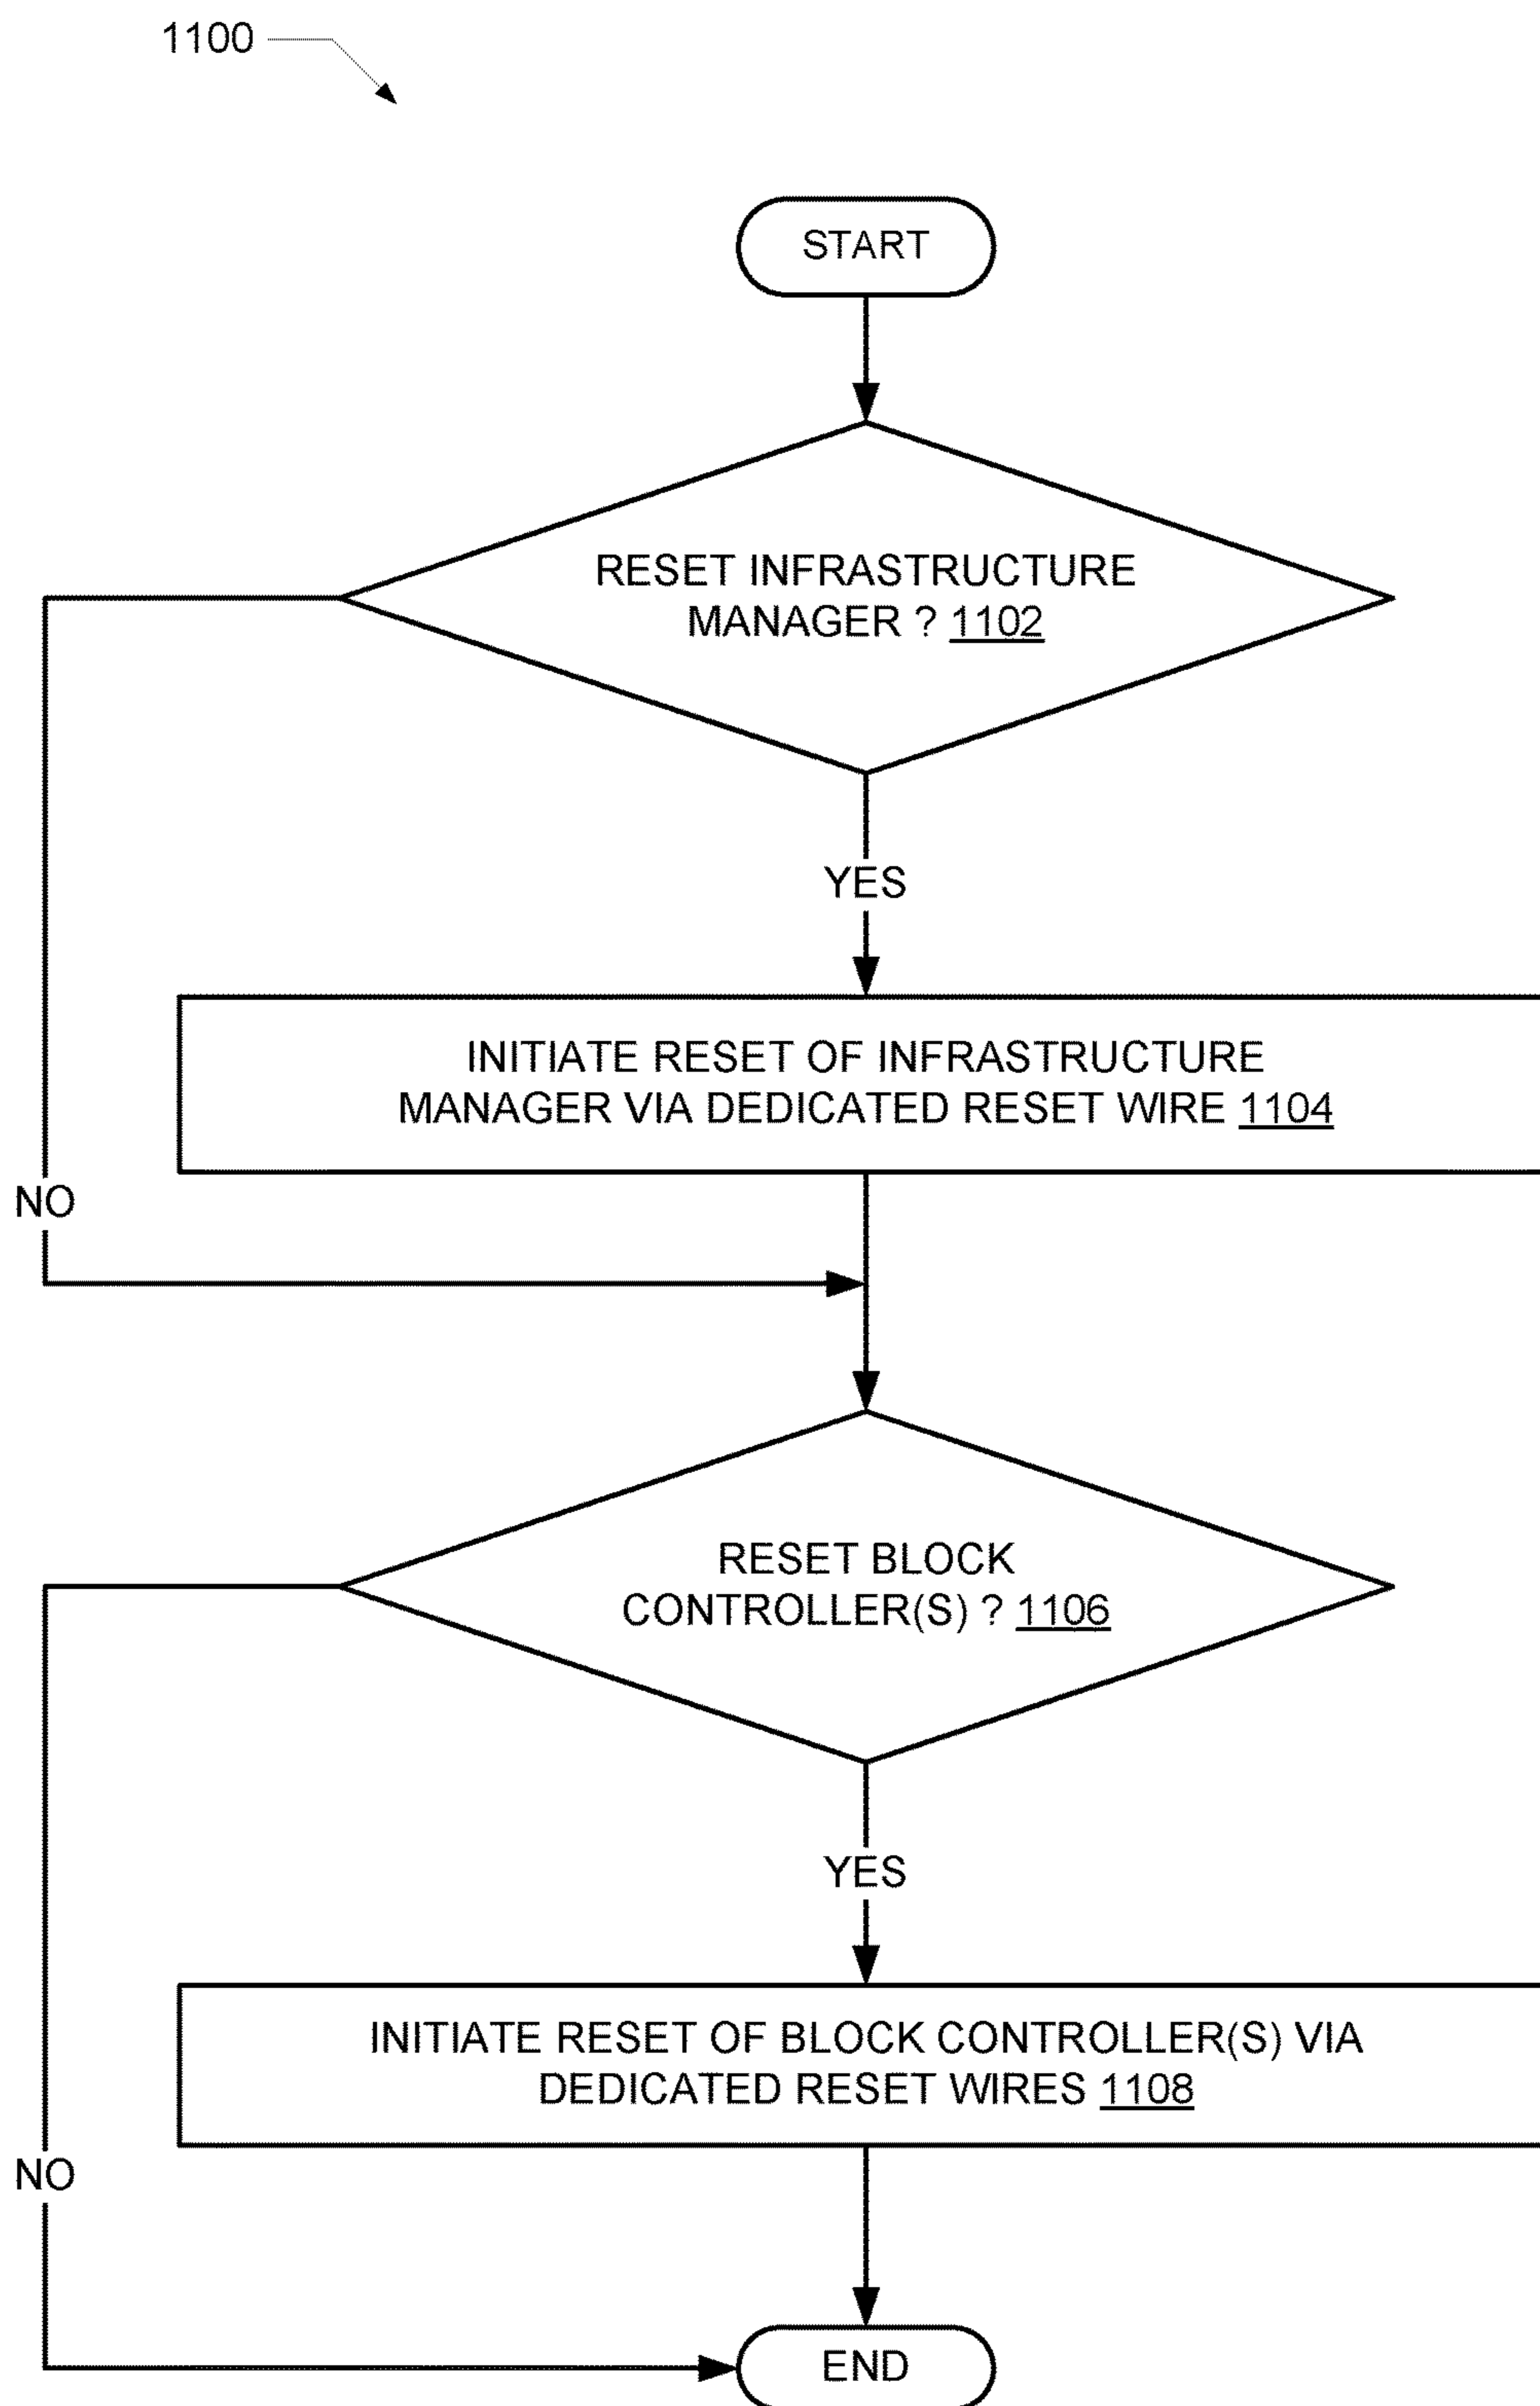 1100
START
RESET INFRASTRUCTURE
MANAGER ? 1102
YES
INITIATE RESET OF INFRASTRUCTURE
MANAGER VIA DEDICATED RESET WIRE 1104
NO
RESET BLOCK
CONTROLLER(S) ? 1106
YES
INITIATE RESET OF BLOCK CONTROLLER(S) VIA
DEDICATED RESET WIRES 1108
NO
END